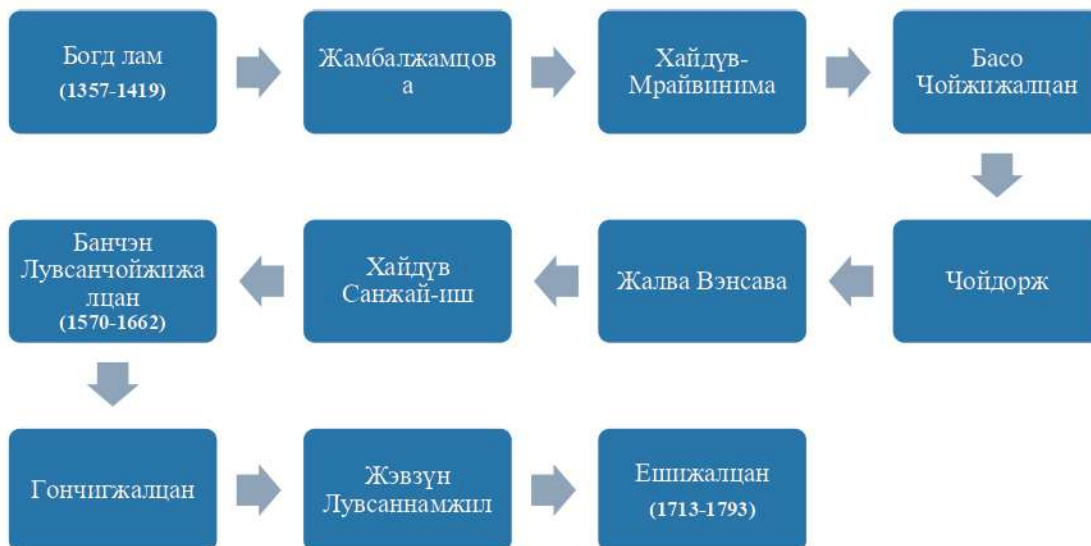 Богд лам
(1357-1419)
Жамбалжамцов
а
Хайдүв-
Мрайвинима
Басо
Чойжижалцан
Чойдорж
Жалва Вэнсава
Хайдүв
Санжай-иш
Банчэн
Лувсанчойжижа
лцан
(1570-1662)
Гончигжалцан
Жэвзүн
Лувсаннамжил
Ешижалцан
(1713-1793)